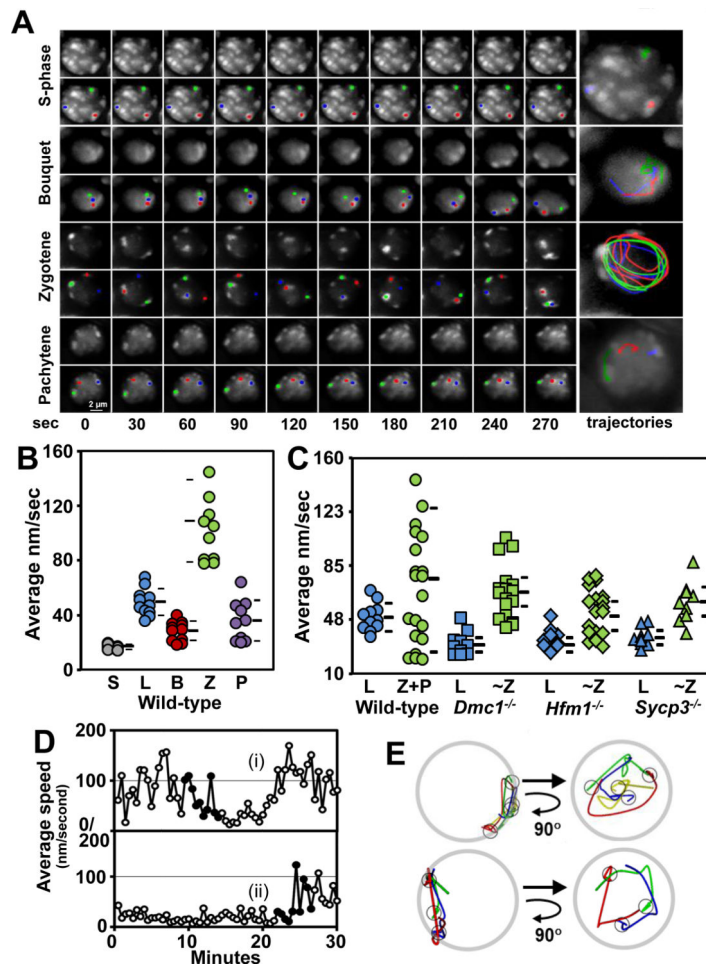 A
S-phase
Bouquet
Zygotene
Pachytene
2 µm
sec 0 30 60 90 120 150 180 210 240 270 trajectories
B
Average nm/sec
160
120
80
40
0
S L B Z P
Wild-type
C
Average nm/sec
160
123
85
48
10
L Z+P L ~Z L ~Z L ~Z
Wild-type Dmc1-/- Hfm1-/- Sycp3-/-
D
Average speed
(nm/second)
200
100
0/
200
100
0
(i)
(ii)
0 10 20 30
Minutes
E
90°
90°